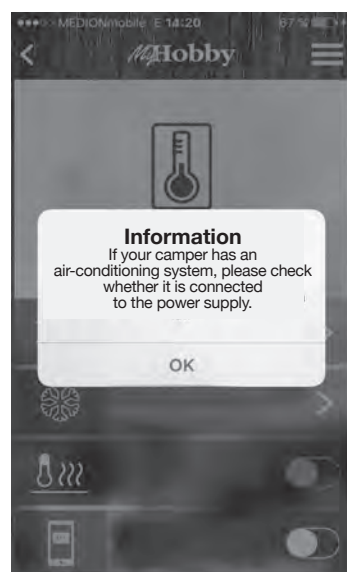 MEDIONmobile E 14:20 67 %
MyHobby
Information
If your camper has an
air-conditioning system, please check
whether it is connected
to the power supply.
OK